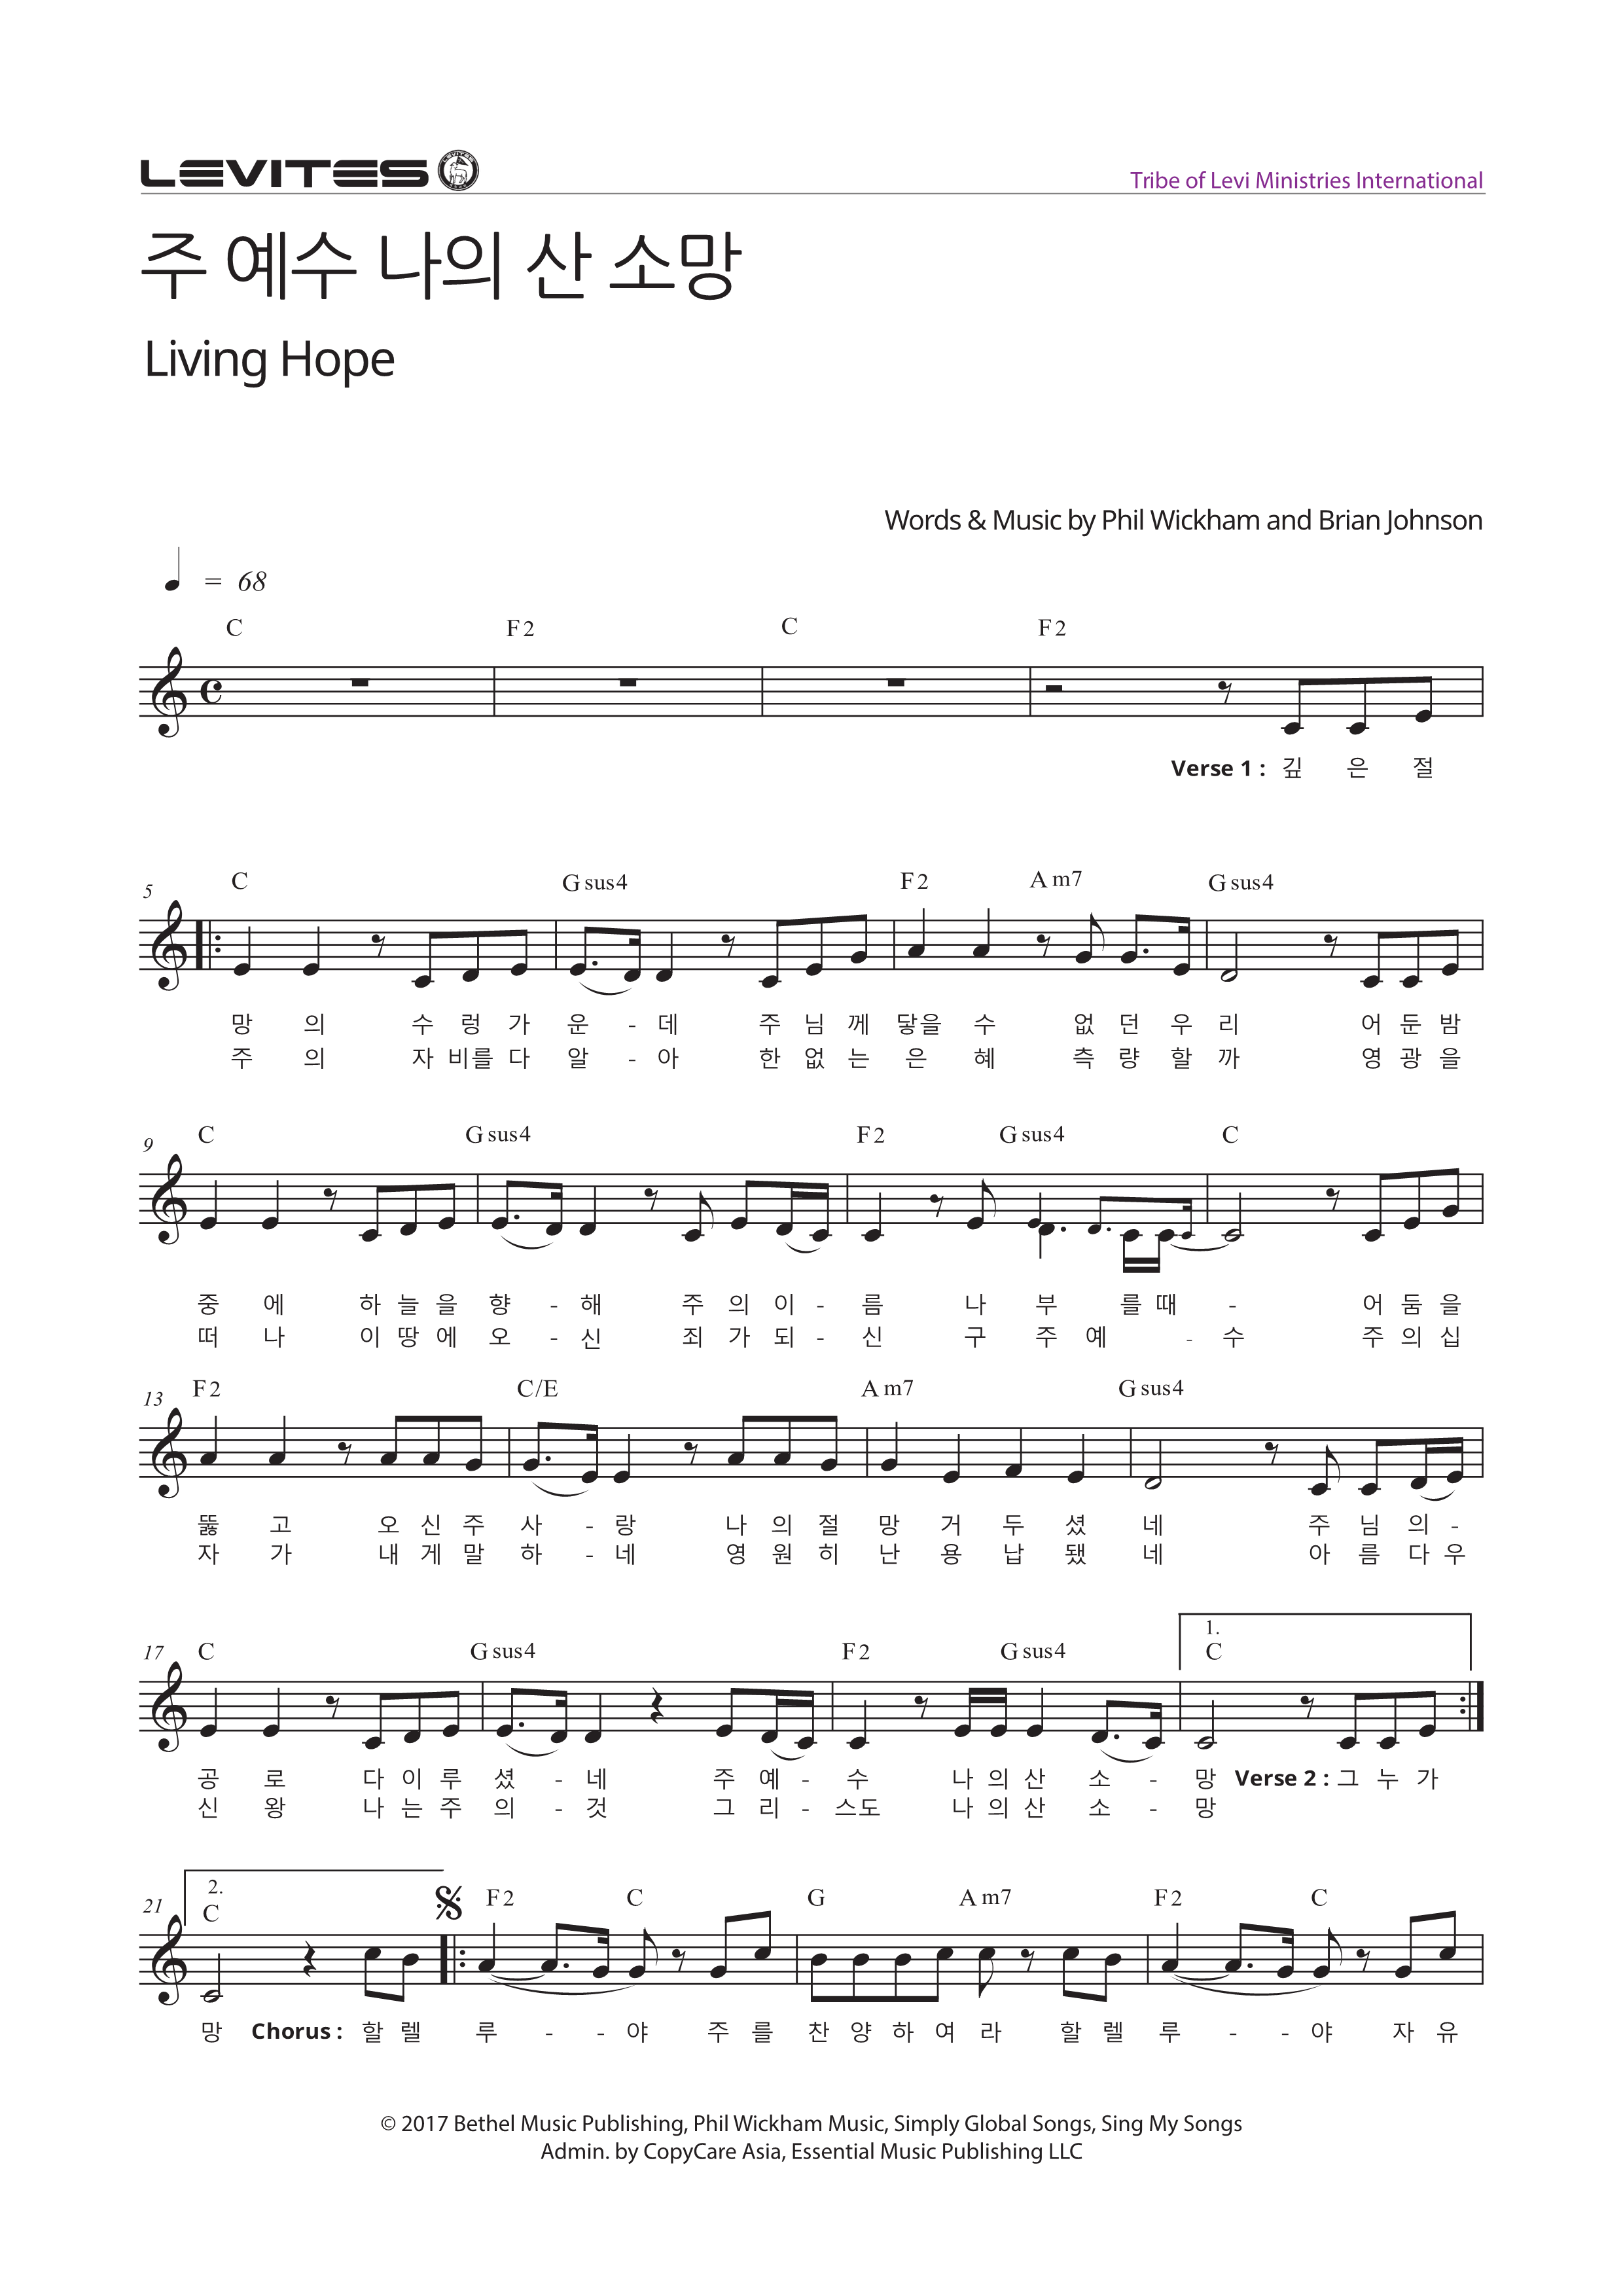 LEVITES
Tribe of Levi Ministries International
주 예수 나의 산 소망
Living Hope
Words & Music by Phil Wickham and Brian Johnson
= 68
C F2 C F2
Verse 1 : 깊 은 절
5 C Gsus4 F2 Am7 Gsus4
망 의 수 렁 가 운 - 데 주 님 께 닿을 수 없 던 우 리 어 둔 밤
주 의 자 비를 다 알 - 아 한 없 는 은 혜 측 량 할 까 영 광 을
9 C Gsus4 F2 Gsus4 C
중 에 하 늘 을 향 - 해 주 의 이 - 름 나 부 를 때 - 어 둠 을
떠 나 이 땅 에 오 - 신 죄 가 되 - 신 구 주 예 - 수 주 의 십
13 F2 C/E Am7 Gsus4
뚫 고 오 신 주 사 - 랑 나 의 절 망 거 두 셨 네 주 님 의 -
자 가 내 게 말 하 - 네 영 원 히 난 용 납 됐 네 아 름 다 우
1.
17 C Gsus4 F2 Gsus4 C
공 로 다 이 루 셨 - 네 주 예 - 수 나 의 산 소 - 망 Verse 2 : 그 누 가
신 왕 나 는 주 의 - 것 그 리 - 스도 나 의 산 소 - 망
2.
21 C F2 C G Am7 F2 C
망 Chorus : 할 렐 루 - - 야 주 를 찬 양 하 여 라 할 렐 루 - - 야 자 유
© 2017 Bethel Music Publishing, Phil Wickham Music, Simply Global Songs, Sing My Songs
Admin. by CopyCare Asia, Essential Music Publishing LLC